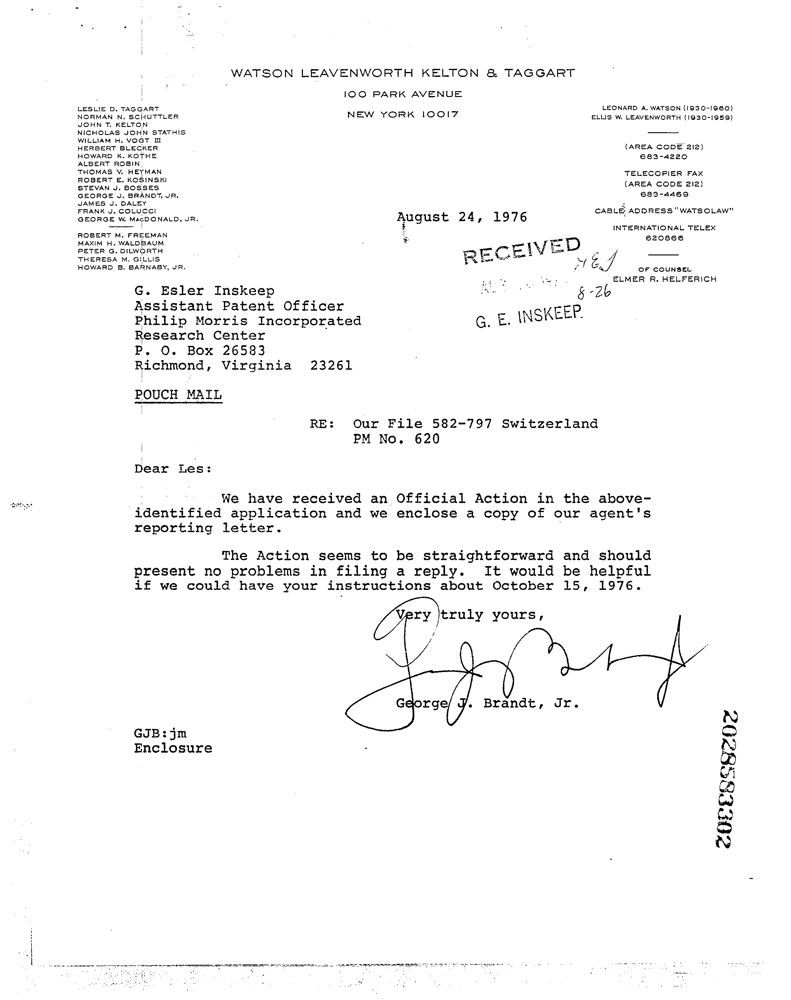 WATSON LEAVENWORTH KELTON & TAGGART
100 PARK AVENUE
NEW YORK 10017
LESLIE D. TAGGART
NORMAN N. SCHUTTLER
JOHN T. KELTON
NICHOLAS JOHN STATHIS
WILLIAM H. VOGT III
HERBERT BLECKER
HOWARD K. KOTHE
ALBERT ROBIN
THOMAS V. HEYMAN
ROBERT E. KOSINSKI
STEVAN J. BOSSES
GEORGE J. BRANDT, JR.
JAMES J. DALEY
FRANK J. COLUCCI
GEORGE W. MACDONALD, JR.
ROBERT M. FREEMAN
MAXIM H. WALDBAUM
PETER G. DILWORTH
THERESA M. GILLIS
HOWARD B. BARNABY, JR.
LEONARD A. WATSON (1930-1960)
ELLIS W. LEAVENWORTH (1930-1959)
(AREA CODE 212)
683-4220
TELECOPIER FAX
(AREA CODE 212)
683-4469
CABLE ADDRESS "WATSOLAW"
INTERNATIONAL TELEX
620866
OF COUNSEL
ELMER R. HELFERICH
August 24, 1976
RECEIVED
8-26
G. E. INSKEEP.
G. Esler Inskeep
Assistant Patent Officer
Philip Morris Incorporated
Research Center
P. O. Box 26583
Richmond, Virginia 23261
POUCH MAIL
RE: Our File 582-797 Switzerland
PM No. 620
Dear Les:
We have received an Official Action in the above-
identified application and we enclose a copy of our agent's
reporting letter.
The Action seems to be straightforward and should
present no problems in filing a reply. It would be helpful
if we could have your instructions about October 15, 1976.
Very truly yours,
George J. Brandt, Jr.
GJB:jm
Enclosure
2028583302